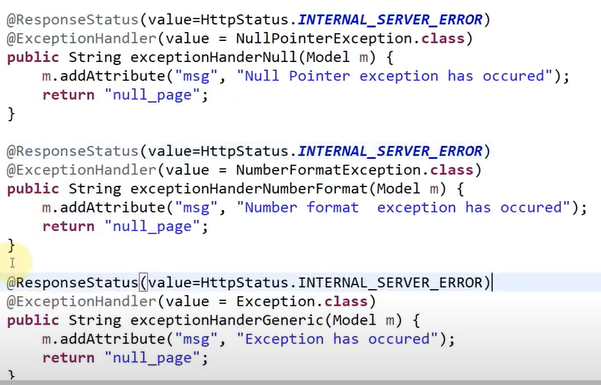 @ResponseStatus(value=HttpStatus.INTERNAL_SERVER_ERROR)
@ExceptionHandler(value = NullPointerException.class)
public String exceptionHanderNull(Model m) {
    m.addAttribute("msg", "Null Pointer exception has occured");
    return "null_page";
}
@ResponseStatus(value=HttpStatus.INTERNAL_SERVER_ERROR)
@ExceptionHandler(value = NumberFormatException.class)
public String exceptionHanderNumberFormat(Model m) {
    m.addAttribute("msg", "Number format  exception has occured");
    return "null_page";
}
@ResponseStatus(value=HttpStatus.INTERNAL_SERVER_ERROR)
@ExceptionHandler(value = Exception.class)
public String exceptionHanderGeneric(Model m) {
    m.addAttribute("msg", "Exception has occured");
    return "null_page";
}